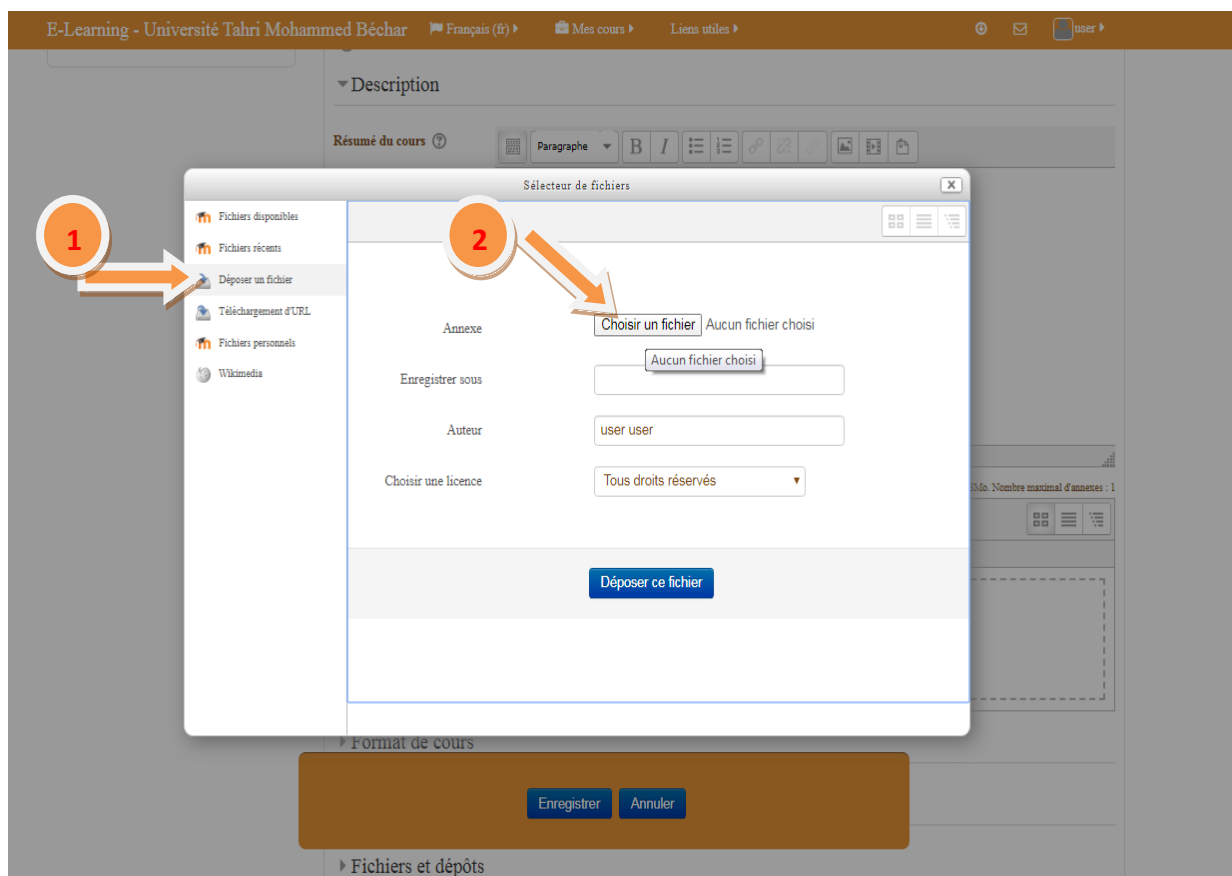 E-Learning - Université Tahri Mohammed Béchar Français (fr) Mes cours Liens utiles user
Description
Résumé du cours
Paragraphe B I
Sélecteur de fichiers x
Fichiers disponibles
1
2
Fichiers récents
Déposer un fichier
Téléchargement d'URL
Fichiers personnels
Wikimedia
Annexe Choisir un fichier Aucun fichier choisi
Aucun fichier choisi
Enregistrer sous
Auteur user user
Choisir une licence Tous droits réservés
Mo. Nombre maximal d'annexes : 1
Déposer ce fichier
Format de cours
Enregistrer Annuler
Fichiers et dépôts